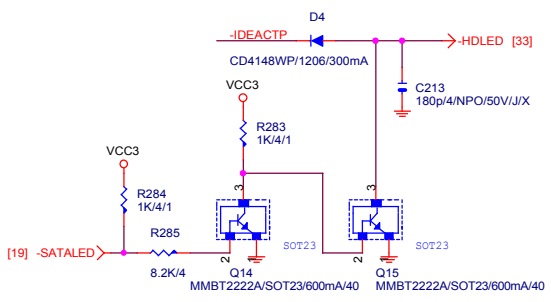 D4
-IDEACTP
-HDLED [33]
CD4148WP/1206/300mA
VCC3
C213
180p/4/NPO/50V/J/X
R283
1K/4/1
VCC3
R284
1K/4/1
3
3
R285
[19] -SATALED
SOT23
SOT23
8.2K/4
2
1
2
1
Q14
Q15
MMBT2222A/SOT23/600mA/40
MMBT2222A/SOT23/600mA/40